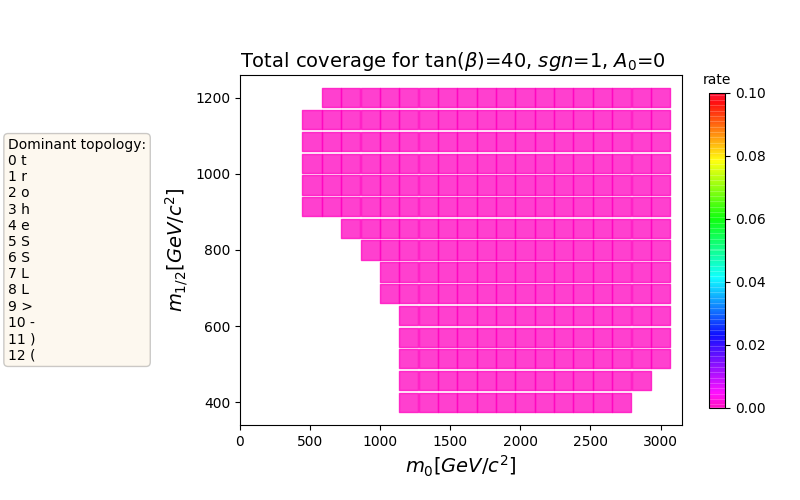 Total coverage for tan(β)=40, sgn=1, A₀=0
rate
Dominant topology:
0 t
1 r
2 o
3 h
4 e
5 S
6 S
7 L
8 L
9 >
10 -
11 )
12 (
m₁/₂[GeV/c²]
1200
1000
800
600
400
0 500 1000 1500 2000 2500 3000
m₀[GeV/c²]
0.10
0.08
0.06
0.04
0.02
0.00